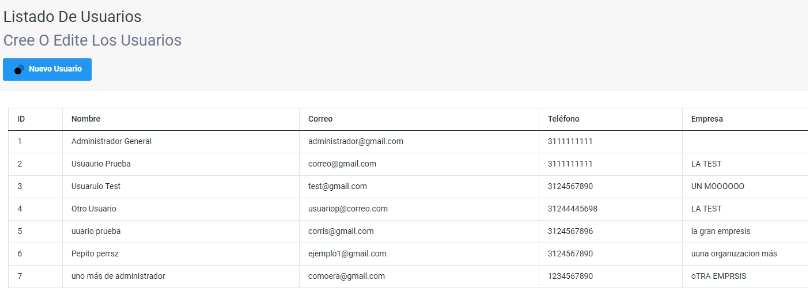 Listado De Usuarios
Cree O Edite Los Usuarios
Nuevo Usuario
ID Nombre Correo Teléfono Empresa
1 Administrador General administrador@gmail.com 3111111111
2 Usuaurio Prueba correo@gmail.com 3111111111 LA TEST
3 Usuaruio Test test@gmail.com 3124567890 UN MOOOOOO
4 Otro Usuario usuariop@correo.com 31244445698 LA TEST
5 uuario prueba corris@gmail.com 3124567896 la gran empresis
6 Pepito perrsz ejemplo1@gmail.com 3124567890 uuna organuzacion más
7 uno más de administrador comoera@gmail.com 1234567890 oTRA EMPRSIS